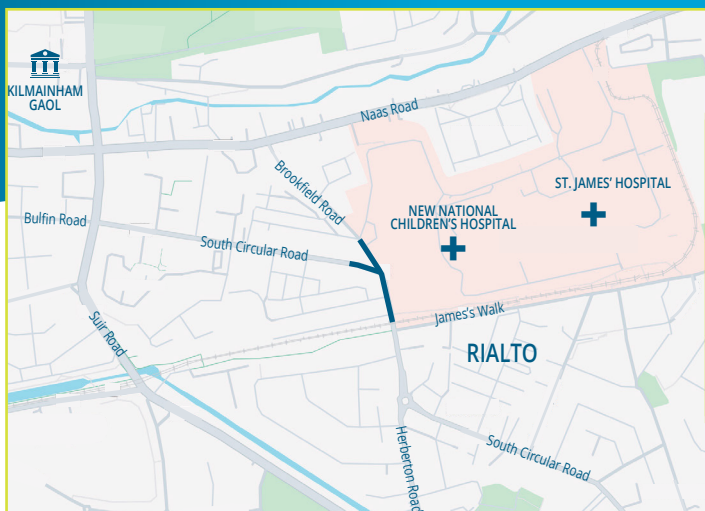 KILMAINHAM
GAOL
Naas Road
Brookfield Road
ST. JAMES' HOSPITAL
NEW NATIONAL
CHILDREN'S HOSPITAL
Bulfin Road
South Circular Road
James's Walk
Suir Road
RIALTO
Herberton Road
South Circular Road